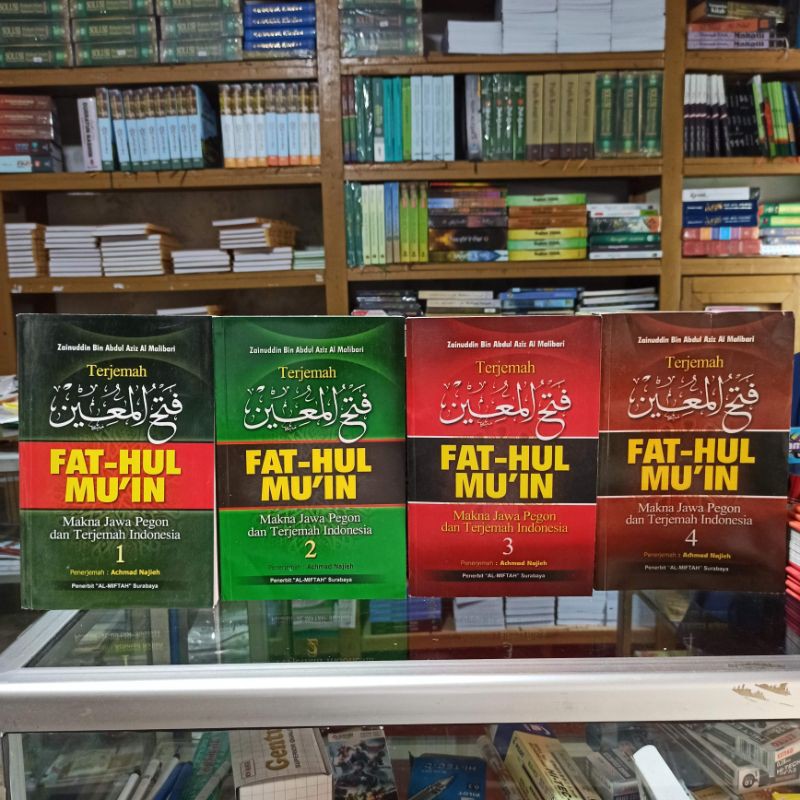 Zainuddin Bin Abdul Aziz Al Malibari
Terjemah
فتح المعين
FAT-HUL
MU'IN
Makna Jawa Pegon
dan Terjemah Indonesia
1
Penerjemah : Achmad Najieh
Penerbit "AL-MIFTAH" Surabaya
Zainuddin Bin Abdul Aziz Al Malibari
Terjemah
فتح المعين
FAT-HUL
MU'IN
Makna Jawa Pegon
dan Terjemah Indonesia
2
Penerjemah : Achmad Najieh
Penerbit "AL-MIFTAH" Surabaya
Zainuddin Bin Abdul Aziz Al Malibari
Terjemah
فتح المعين
FAT-HUL
MU'IN
Makna Jawa Pegon
dan Terjemah Indonesia
3
Penerjemah : Achmad Najieh
Penerbit "AL-MIFTAH" Surabaya
Zainuddin Bin Abdul Aziz Al Malibari
Terjemah
فتح المعين
FAT-HUL
MU'IN
Makna Jawa Pegon
dan Terjemah Indonesia
4
Penerjemah : Achmad Najieh
Penerbit "AL-MIFTAH" Surabaya